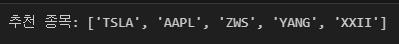 추천 종목: ['TSLA', 'AAPL', 'ZWS', 'YANG', 'XXII']